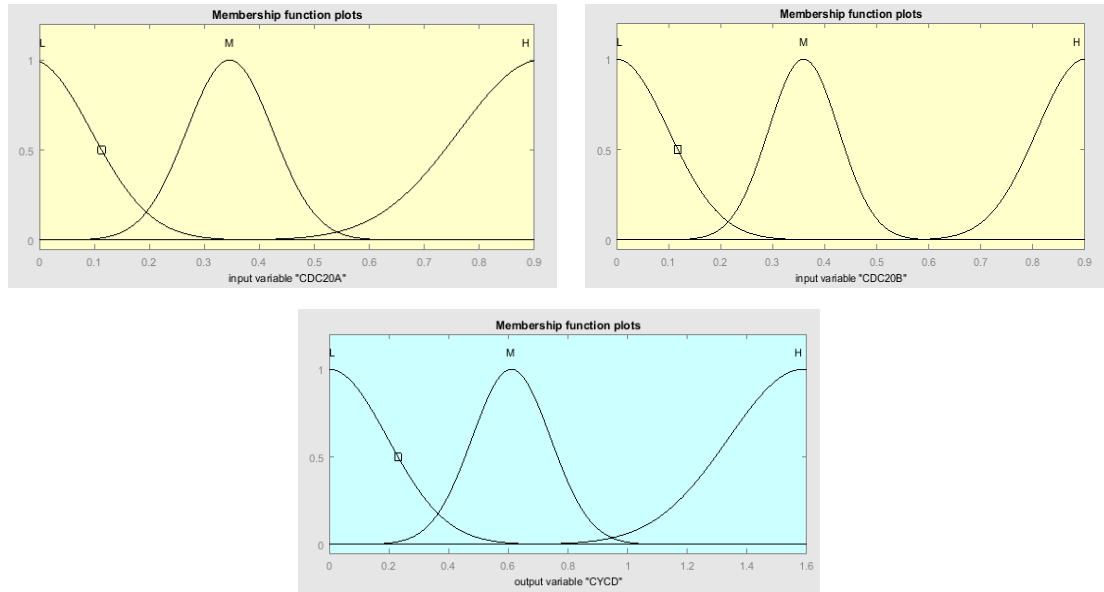 Membership function plots
L M H
1
0.5
0
0 0.1 0.2 0.3 0.4 0.5 0.6 0.7 0.8 0.9
input variable "CDC20A"
Membership function plots
L M H
1
0.5
0
0 0.1 0.2 0.3 0.4 0.5 0.6 0.7 0.8 0.9
input variable "CDC20B"
Membership function plots
L M H
1
0.5
0
0 0.2 0.4 0.6 0.8 1 1.2 1.4 1.6
output variable "CYCD"